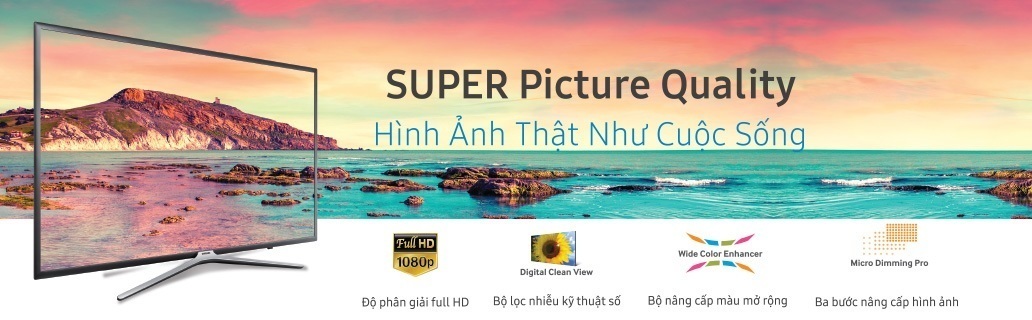 SUPER Picture Quality
Hình Ảnh Thật Như Cuộc Sống
Full HD
1080p
Digital Clean View
Wide Color Enhancer
Micro Dimming Pro
Độ phân giải full HD
Bộ lọc nhiễu kỹ thuật số
Bộ nâng cấp màu mở rộng
Ba bước nâng cấp hình ảnh